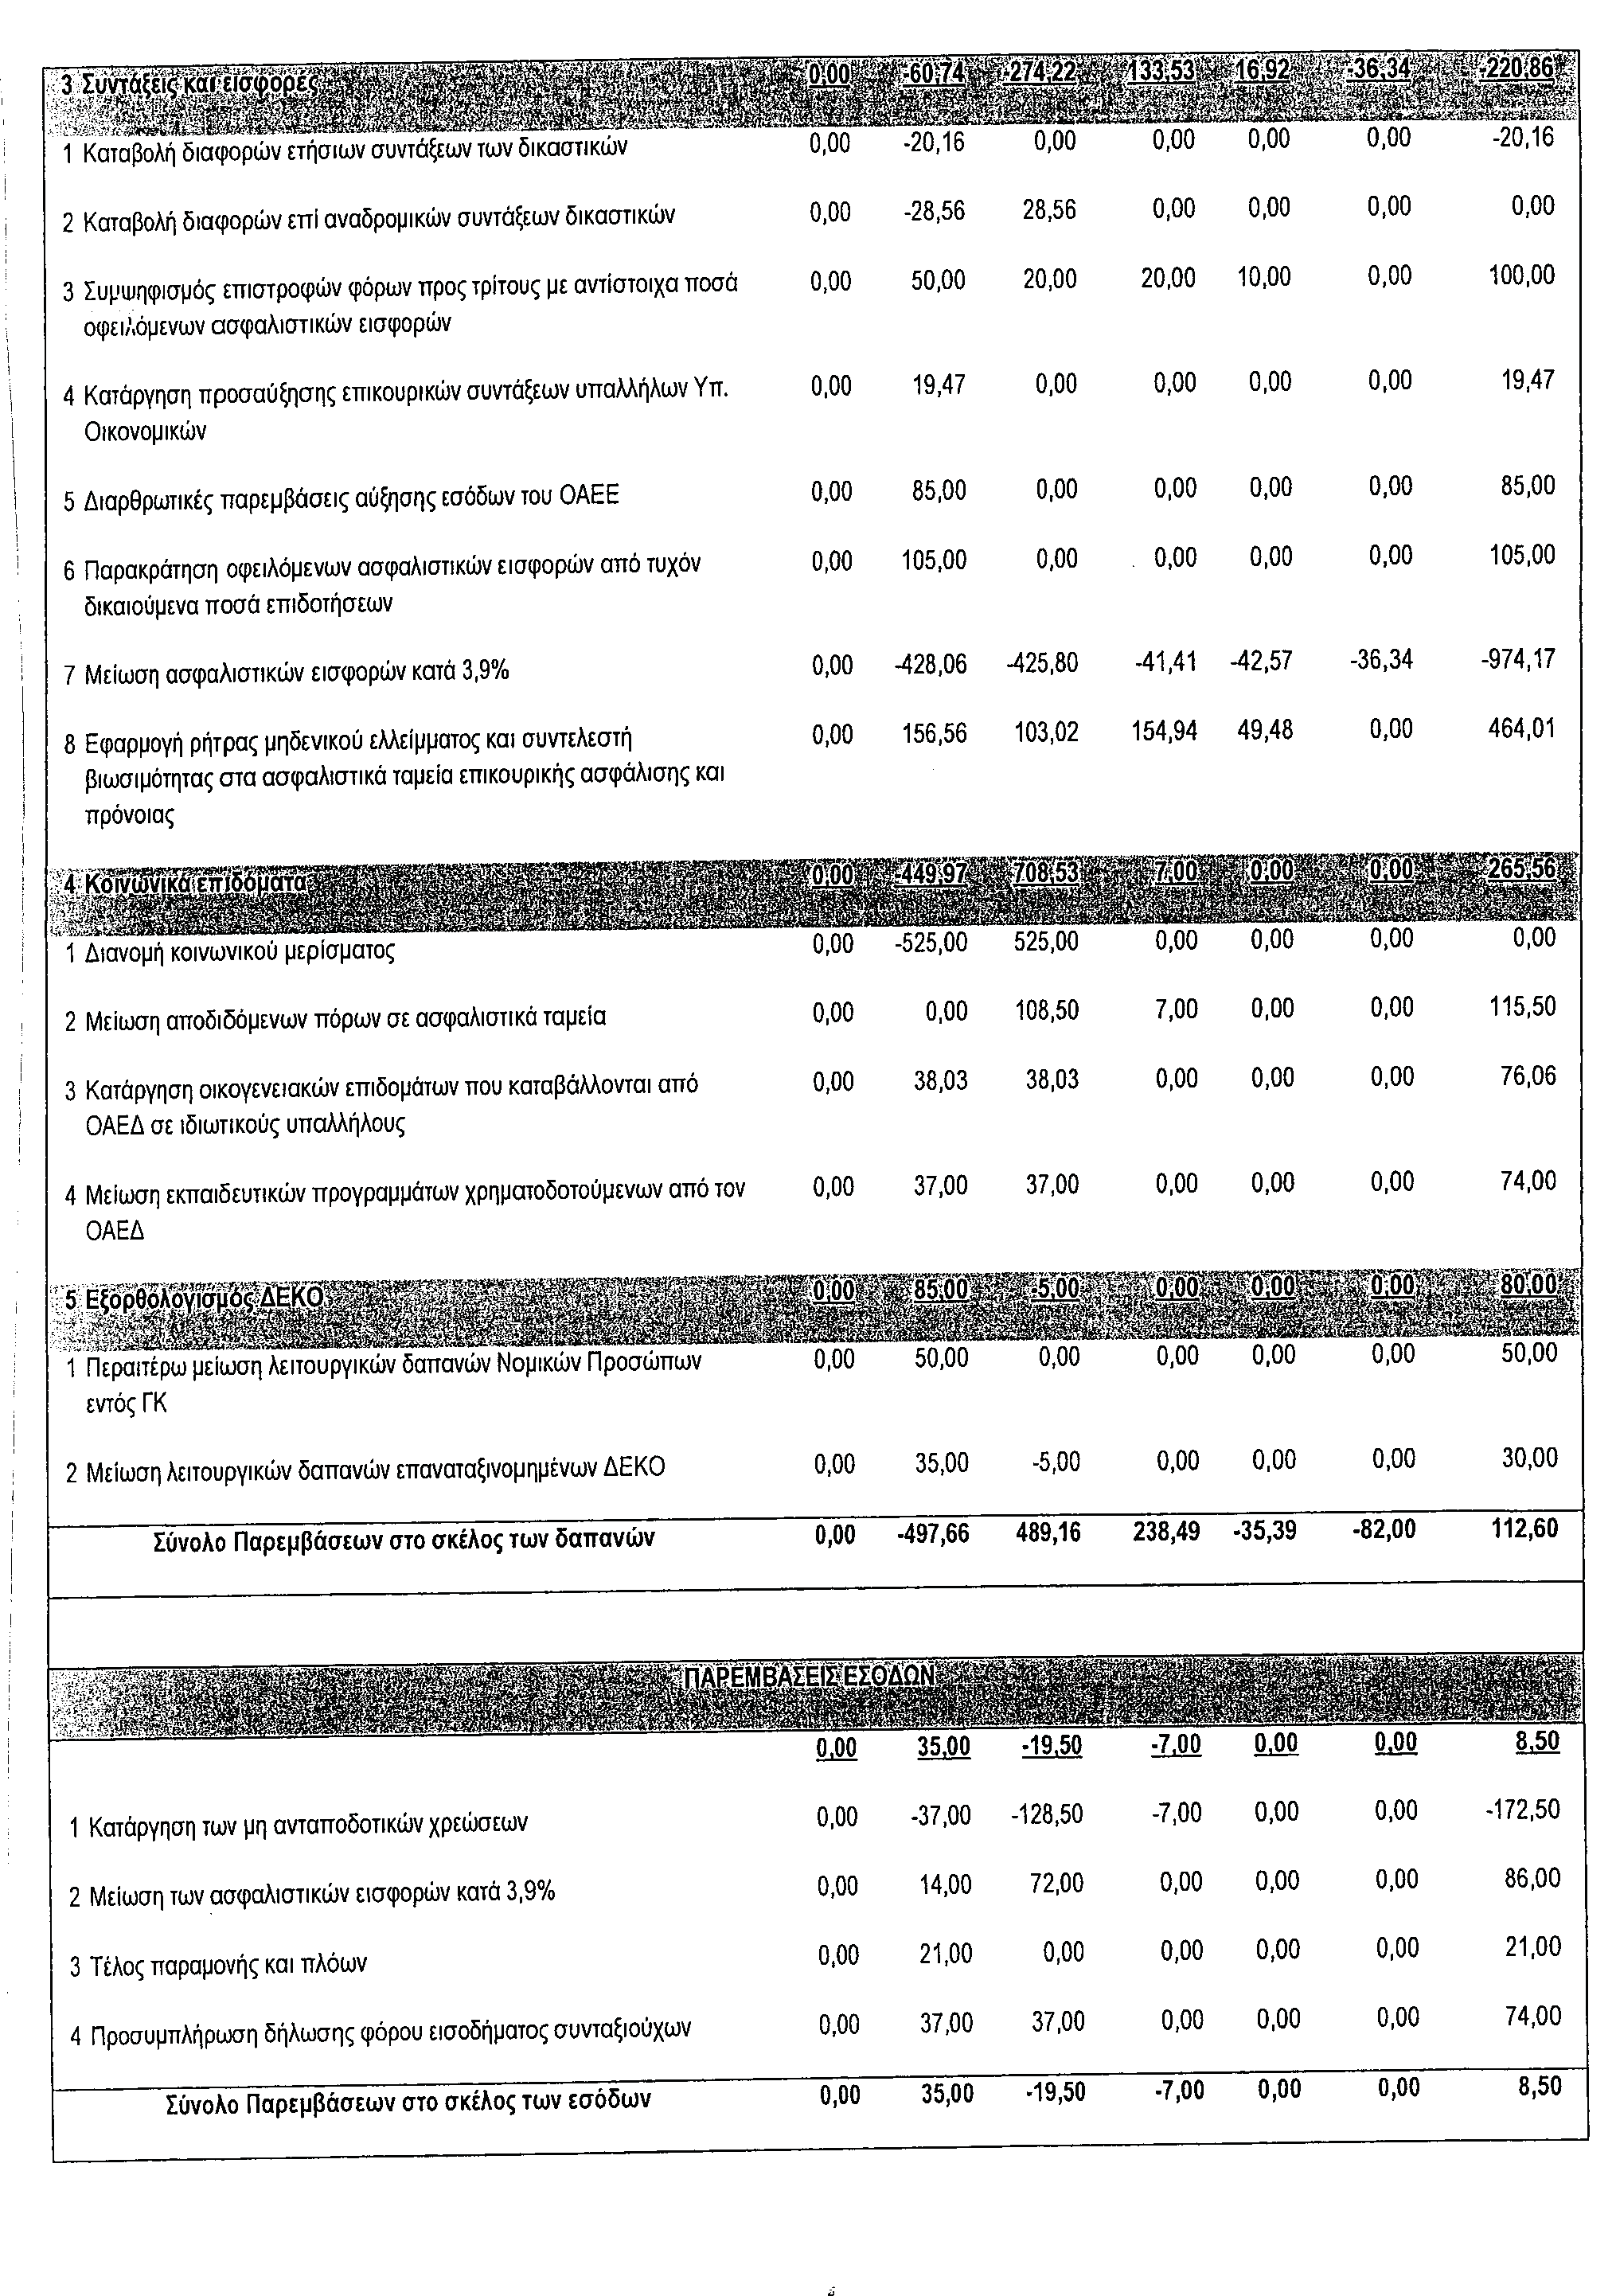 3 Συντάξεις και εισφορές 0,00 -60,74 -274,22 133,53 16,92 -36,34 -220,86
1 Καταβολή διαφορών ετήσιων συντάξεων των δικαστικών 0,00 -20,16 0,00 0,00 0,00 0,00 -20,16
2 Καταβολή διαφορών επί αναδρομικών συντάξεων δικαστικών 0,00 -28,56 28,56 0,00 0,00 0,00 0,00
3 Συμψηφισμός επιστροφών φόρων προς τρίτους με αντίστοιχα ποσά 0,00 50,00 20,00 20,00 10,00 0,00 100,00
οφειλόμενων ασφαλιστικών εισφορών
4 Κατάργηση προσαύξησης επικουρικών συντάξεων υπαλλήλων Υπ. 0,00 19,47 0,00 0,00 0,00 0,00 19,47
Οικονομικών
5 Διαρθρωτικές παρεμβάσεις αύξησης εσόδων του ΟΑΕΕ 0,00 85,00 0,00 0,00 0,00 0,00 85,00
6 Παρακράτηση οφειλόμενων ασφαλιστικών εισφορών από τυχόν 0,00 105,00 0,00 0,00 0,00 0,00 105,00
δικαιούμενα ποσά επιδοτήσεων
7 Μείωση ασφαλιστικών εισφορών κατά 3,9% 0,00 -428,06 -425,80 -41,41 -42,57 -36,34 -974,17
8 Εφαρμογή ρήτρας μηδενικού ελλείμματος και συντελεστή 0,00 156,56 103,02 154,94 49,48 0,00 464,01
βιωσιμότητας στα ασφαλιστικά ταμεία επικουρικής ασφάλισης και
πρόνοιας
4 Κοινωνικά επιδόματα 0,00 -449,97 708,53 7,00 0,00 0,00 265,56
1 Διανομή κοινωνικού μερίσματος 0,00 -525,00 525,00 0,00 0,00 0,00 0,00
2 Μείωση αποδιδόμενων πόρων σε ασφαλιστικά ταμεία 0,00 0,00 108,50 7,00 0,00 0,00 115,50
3 Κατάργηση οικογενειακών επιδομάτων που καταβάλλονται από 0,00 38,03 38,03 0,00 0,00 0,00 76,06
ΟΑΕΔ σε ιδιωτικούς υπαλλήλους
4 Μείωση εκπαιδευτικών προγραμμάτων χρηματοδοτούμενων από τον 0,00 37,00 37,00 0,00 0,00 0,00 74,00
ΟΑΕΔ
5 Εξορθολογισμός ΔΕΚΟ 0,00 85,00 -5,00 0,00 0,00 0,00 80,00
1 Περαιτέρω μείωση λειτουργικών δαπανών Νομικών Προσώπων 0,00 50,00 0,00 0,00 0,00 0,00 50,00
εντός ΓΚ
2 Μείωση λειτουργικών δαπανών επαναταξινομημένων ΔΕΚΟ 0,00 35,00 -5,00 0,00 0,00 0,00 30,00
Σύνολο Παρεμβάσεων στο σκέλος των δαπανών 0,00 -497,66 489,16 238,49 -35,39 -82,00 112,60
ΠΑΡΕΜΒΑΣΕΙΣ ΕΣΟΔΩΝ
0,00 35,00 -19,50 -7,00 0,00 0,00 8,50
1 Κατάργηση των μη ανταποδοτικών χρεώσεων 0,00 -37,00 -128,50 -7,00 0,00 0,00 -172,50
2 Μείωση των ασφαλιστικών εισφορών κατά 3,9% 0,00 14,00 72,00 0,00 0,00 0,00 86,00
3 Τέλος παραμονής και πλόων 0,00 21,00 0,00 0,00 0,00 0,00 21,00
4 Προσυμπλήρωση δήλωσης φόρου εισοδήματος συνταξιούχων 0,00 37,00 37,00 0,00 0,00 0,00 74,00
Σύνολο Παρεμβάσεων στο σκέλος των εσόδων 0,00 35,00 -19,50 -7,00 0,00 0,00 8,50